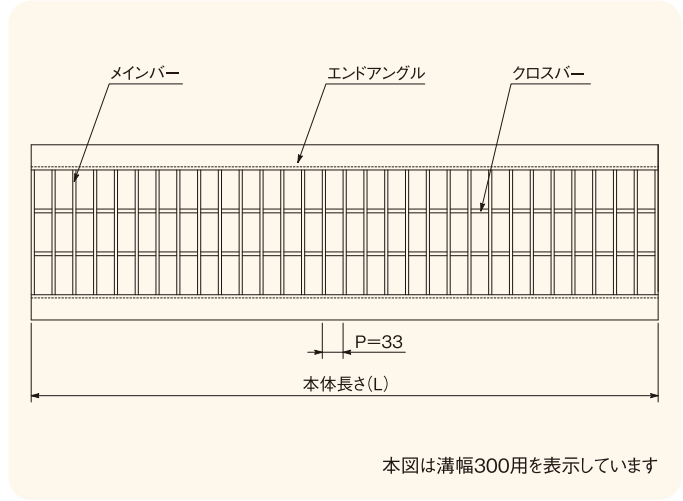 メインバー
エンドアングル
クロスバー
P=33
本体長さ(L)
本図は溝幅300用を表示しています